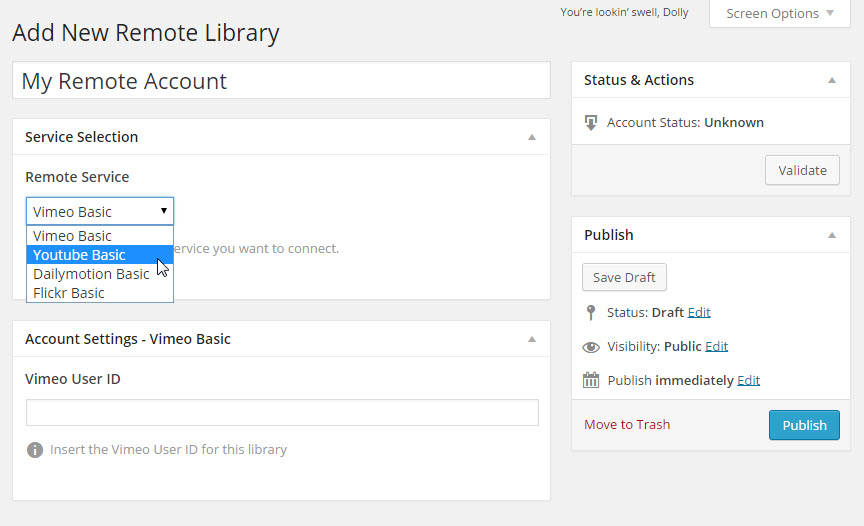 You're lookin' swell, Dolly
Screen Options
Add New Remote Library
My Remote Account
Service Selection
Remote Service
Vimeo Basic
Vimeo Basic
Youtube Basic
Dailymotion Basic
Flickr Basic
service you want to connect.
Account Settings - Vimeo Basic
Vimeo User ID
Insert the Vimeo User ID for this library
Status & Actions
Account Status: Unknown
Validate
Publish
Save Draft
Status: Draft Edit
Visibility: Public Edit
Publish immediately Edit
Move to Trash
Publish